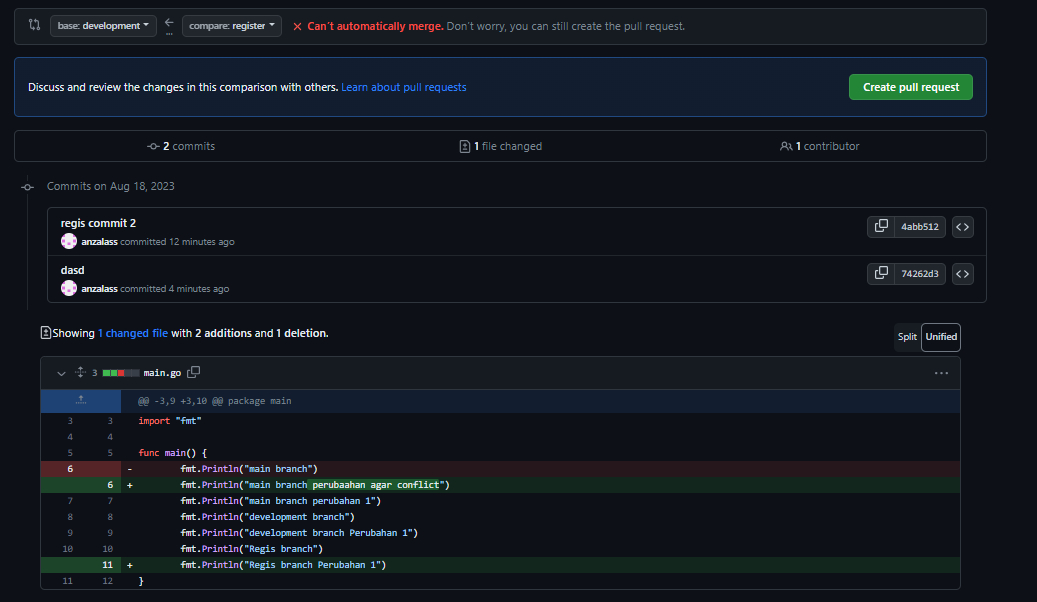 base: development compare: register Can't automatically merge. Don't worry, you can still create the pull request.
Discuss and review the changes in this comparison with others. Learn about pull requests Create pull request
2 commits 1 file changed 1 contributor
Commits on Aug 18, 2023
regis commit 2 4abb512
anzalass committed 12 minutes ago
dasd 74262d3
anzalass committed 4 minutes ago
Showing 1 changed file with 2 additions and 1 deletion. Split Unified
3 main.go ...
@@ -3,9 +3,10 @@ package main
3 3 import "fmt"
4 4
5 5 func main() {
6 - fmt.Println("main branch")
6 + fmt.Println("main branch perubaahan agar conflict")
7 7 fmt.Println("main branch perubahan 1")
8 8 fmt.Println("development branch")
9 9 fmt.Println("development branch Perubahan 1")
10 10 fmt.Println("Regis branch")
11 + fmt.Println("Regis branch Perubahan 1")
11 12 }